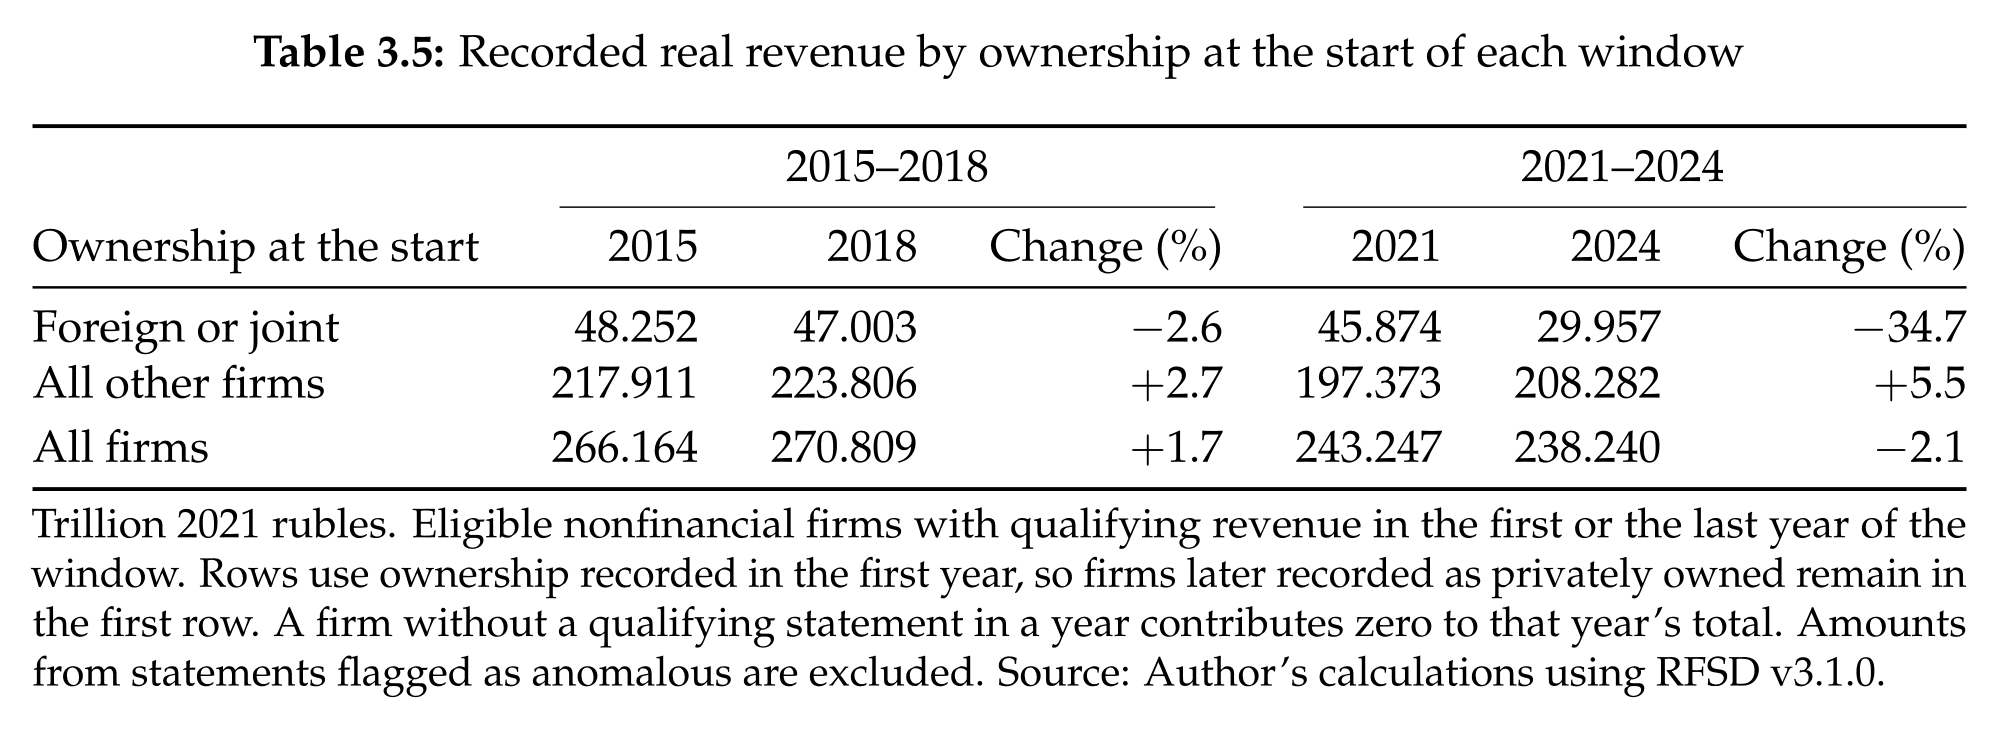 Table 3.5: Recorded real revenue by ownership at the start of each window
2015–2018 2021–2024
Ownership at the start 2015 2018 Change (%) 2021 2024 Change (%)
Foreign or joint 48.252 47.003 −2.6 45.874 29.957 −34.7
All other firms 217.911 223.806 +2.7 197.373 208.282 +5.5
All firms 266.164 270.809 +1.7 243.247 238.240 −2.1
Trillion 2021 rubles. Eligible nonfinancial firms with qualifying revenue in the first or the last year of the
window. Rows use ownership recorded in the first year, so firms later recorded as privately owned remain in
the first row. A firm without a qualifying statement in a year contributes zero to that year’s total. Amounts
from statements flagged as anomalous are excluded. Source: Author’s calculations using RFSD v3.1.0.